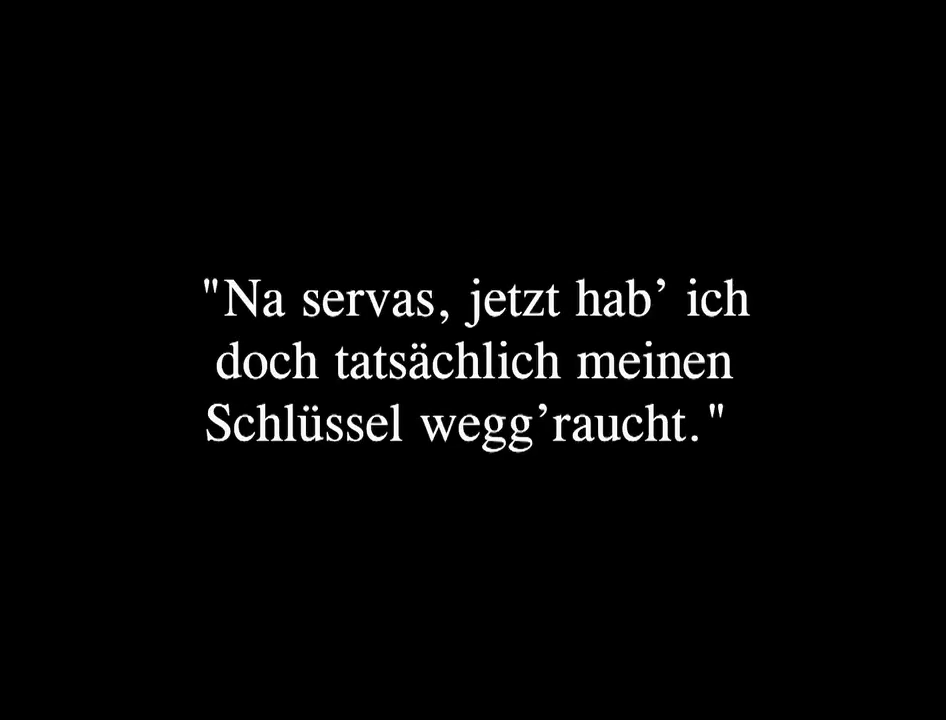 "Na servas, jetzt hab’ ich
doch tatsächlich meinen
Schlüssel wegg’raucht."